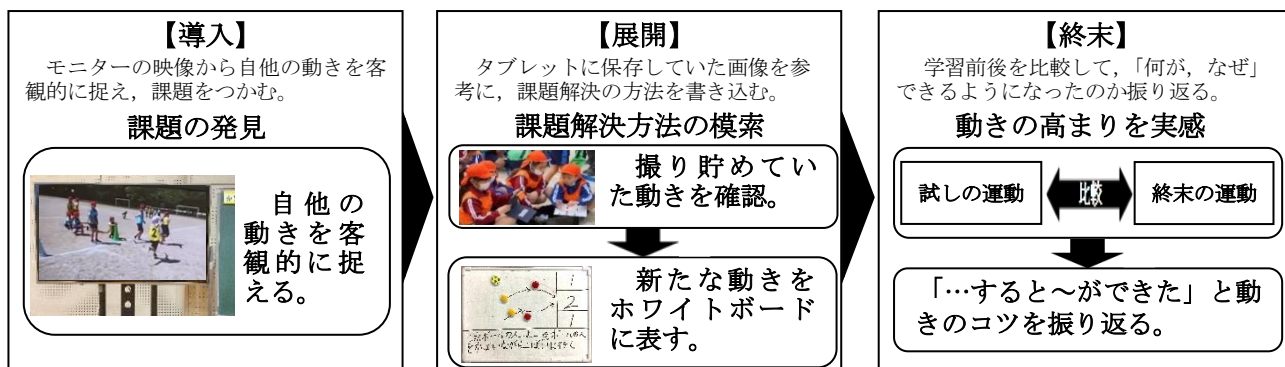 【導入】
モニターの映像から自他の動きを客
観的に捉え，課題をつかむ。
課題の発見
自他の
動きを客
観的に捉
える。
【展開】
タブレットに保存していた画像を参
考に，課題解決の方法を書き込む。
課題解決方法の模索
撮り貯めてい
た動きを確認。
1
2
1
新たな動きを
ホワイトボード
に表す。
【終末】
学習前後を比較して，「何が，なぜ」
できるようになったのか振り返る。
動きの高まりを実感
試しの運動
比較
終末の運動
「…すると～ができた」と動
きのコツを振り返る。